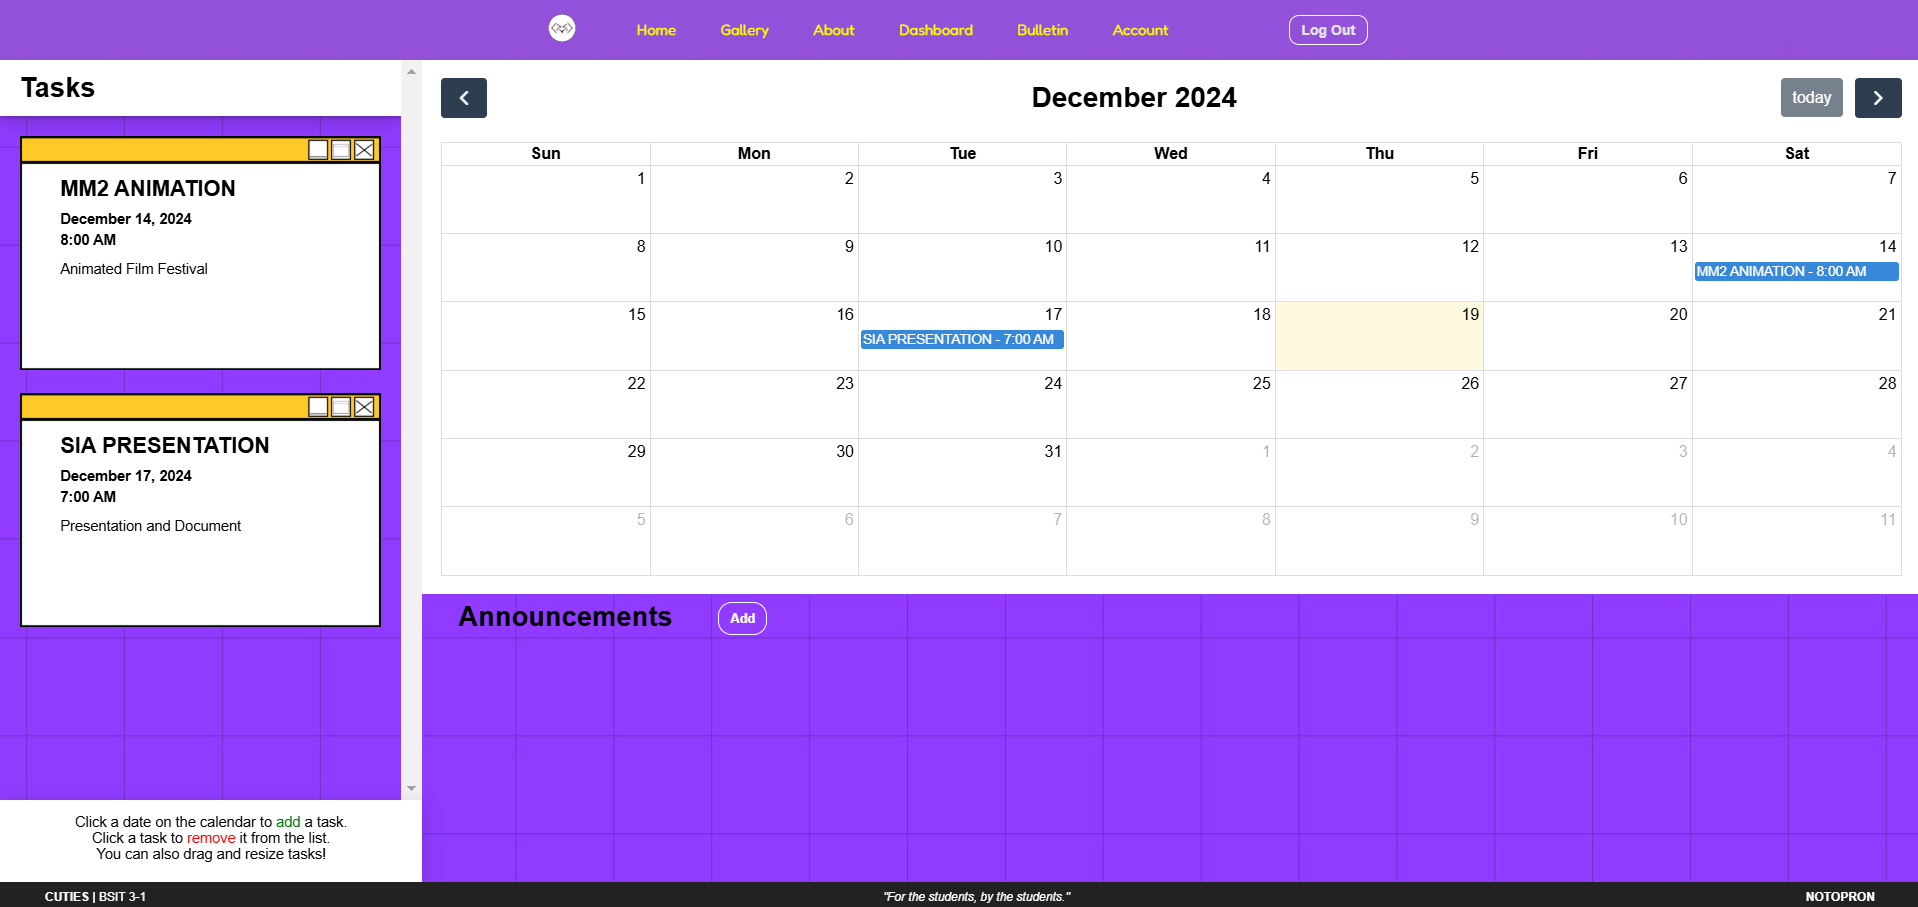 Home Gallery About Dashboard Bulletin Account Log Out
Tasks
MM2 ANIMATION
December 14, 2024
8:00 AM
Animated Film Festival
SIA PRESENTATION
December 17, 2024
7:00 AM
Presentation and Document
Click a date on the calendar to add a task.
Click a task to remove it from the list.
You can also drag and resize tasks!
December 2024
today
Sun Mon Tue Wed Thu Fri Sat
1 2 3 4 5 6 7
8 9 10 11 12 13 14
MM2 ANIMATION - 8:00 AM
15 16 17 18 19 20 21
SIA PRESENTATION - 7:00 AM
22 23 24 25 26 27 28
29 30 31 1 2 3 4
5 6 7 8 9 10 11
Announcements Add
CUTIES | BSIT 3-1
"For the students, by the students."
NOTOPRON